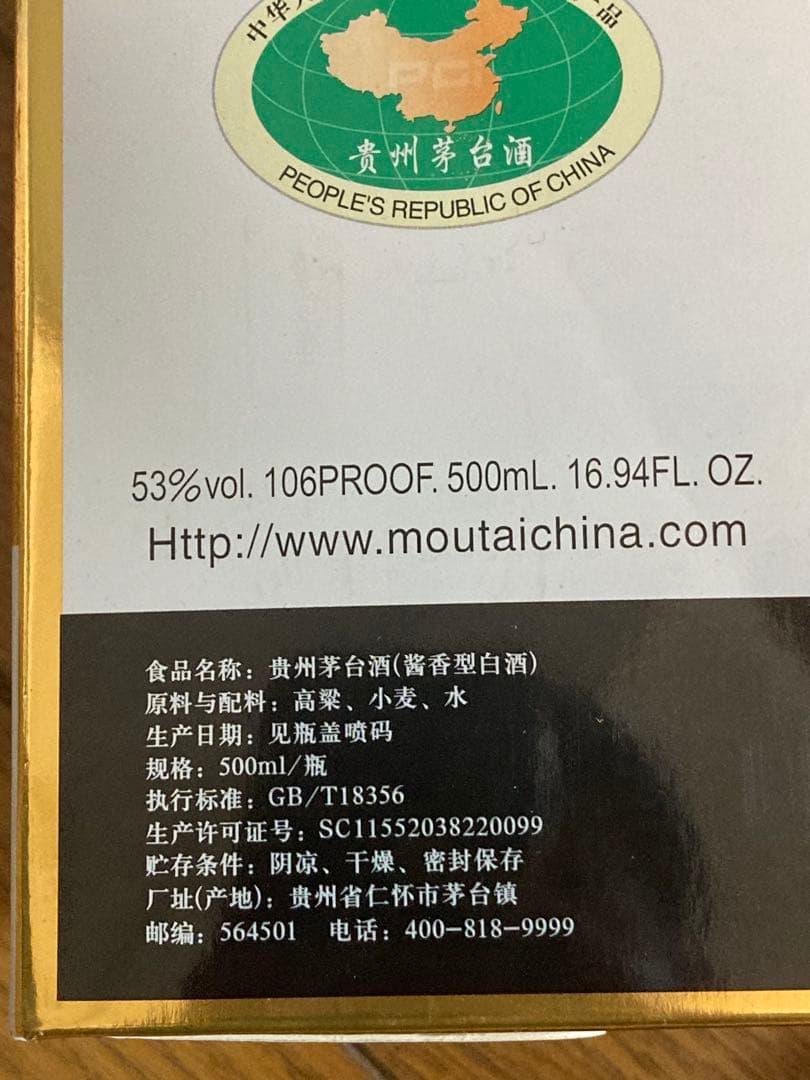 中华
品
PGI
贵州茅台酒
PEOPLE'S REPUBLIC OF CHINA
53%vol. 106PROOF. 500mL. 16.94FL. OZ.
Http://www.moutaichina.com
食品名称：贵州茅台酒(酱香型白酒)
原料与配料：高粱、小麦、水
生产日期：见瓶盖喷码
规格：500ml/瓶
执行标准：GB/T18356
生产许可证号：SC11552038220099
贮存条件：阴凉、干燥、密封保存
厂址(产地)：贵州省仁怀市茅台镇
邮编：564501 电话：400-818-9999